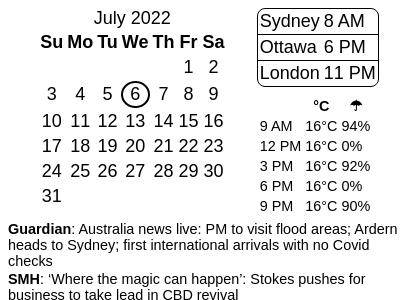 July 2022
Su Mo Tu We Th Fr Sa
1 2
3 4 5 6 7 8 9
10 11 12 13 14 15 16
17 18 19 20 21 22 23
24 25 26 27 28 29 30
31
Sydney 8 AM
Ottawa 6 PM
London 11 PM
°C ☂
9 AM 16°C 94%
12 PM 16°C 0%
3 PM 16°C 92%
6 PM 16°C 0%
9 PM 16°C 90%
Guardian: Australia news live: PM to visit flood areas; Ardern
heads to Sydney; first international arrivals with no Covid
checks
SMH: ‘Where the magic can happen’: Stokes pushes for
business to take lead in CBD revival